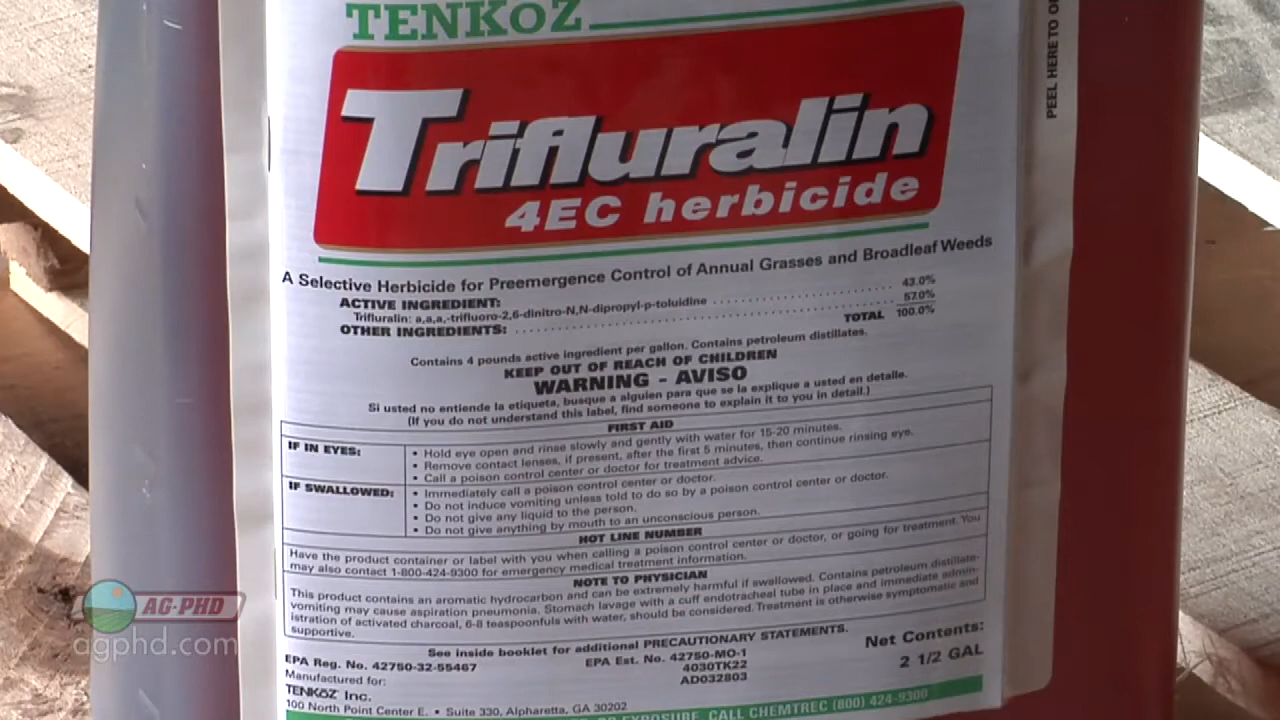 TENKOZ
Trifluralin
4EC herbicide
PEEL HERE TO
A Selective Herbicide for Preemergence Control of Annual Grasses and Broadleaf Weeds
ACTIVE INGREDIENT:
Trifluralin: a,a,a,-trifluoro-2,6-dinitro-N,N-dipropyl-p-toluidine .......................... 43.0%
OTHER INGREDIENTS: .......................... 57.0%
TOTAL 100.0%
Contains 4 pounds active ingredient per gallon. Contains petroleum distillates.
KEEP OUT OF REACH OF CHILDREN
WARNING - AVISO
Si usted no entiende la etiqueta, busque a alguien para que se la explique a usted en detalle.
(If you do not understand this label, find someone to explain it to you in detail.)
FIRST AID
IF IN EYES:
• Hold eye open and rinse slowly and gently with water for 15-20 minutes.
• Remove contact lenses, if present, after the first 5 minutes, then continue rinsing eye.
• Call a poison control center or doctor for treatment advice.
IF SWALLOWED:
• Immediately call a poison control center or doctor.
• Do not induce vomiting unless told to do so by a poison control center or doctor.
• Do not give any liquid to the person.
• Do not give anything by mouth to an unconscious person.
HOT LINE NUMBER
Have the product container or label with you when calling a poison control center or doctor, or going for treatment. You
may also contact 1-800-424-9300 for emergency medical treatment information.
NOTE TO PHYSICIAN
This product contains an aromatic hydrocarbon and can be extremely harmful if swallowed. Contains petroleum distillate-
vomiting may cause aspiration pneumonia. Stomach lavage with a cuff endotracheal tube in place and immediate admin-
istration of activated charcoal, 6-8 teaspoonfuls with water, should be considered. Treatment is otherwise symptomatic and
supportive.
See inside booklet for additional PRECAUTIONARY STATEMENTS.
EPA Reg. No. 42750-32-55467
EPA Est. No. 42750-MO-1
Net Contents:
Manufactured for:
4030TK22
2 1/2 GAL
AD032803
TENKOZ Inc.
100 North Point Center E. • Suite 330, Alpharetta, GA 30202
EXPOSURE, CALL CHEMTREC (800) 424-9300
AG-PHD
agphd.com